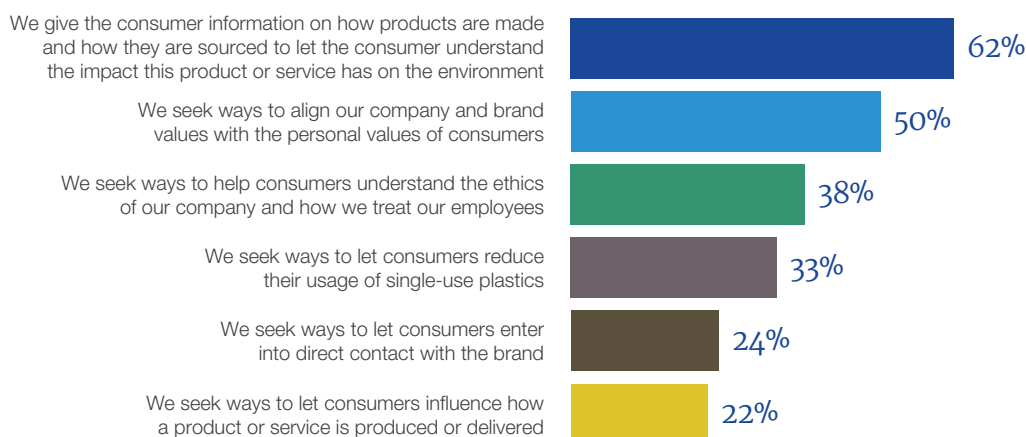 We give the consumer information on how products are made
and how they are sourced to let the consumer understand
the impact this product or service has on the environment
62%
We seek ways to align our company and brand
values with the personal values of consumers
50%
We seek ways to help consumers understand the ethics
of our company and how we treat our employees
38%
We seek ways to let consumers reduce
their usage of single-use plastics
33%
We seek ways to let consumers enter
into direct contact with the brand
24%
We seek ways to let consumers influence how
a product or service is produced or delivered
22%